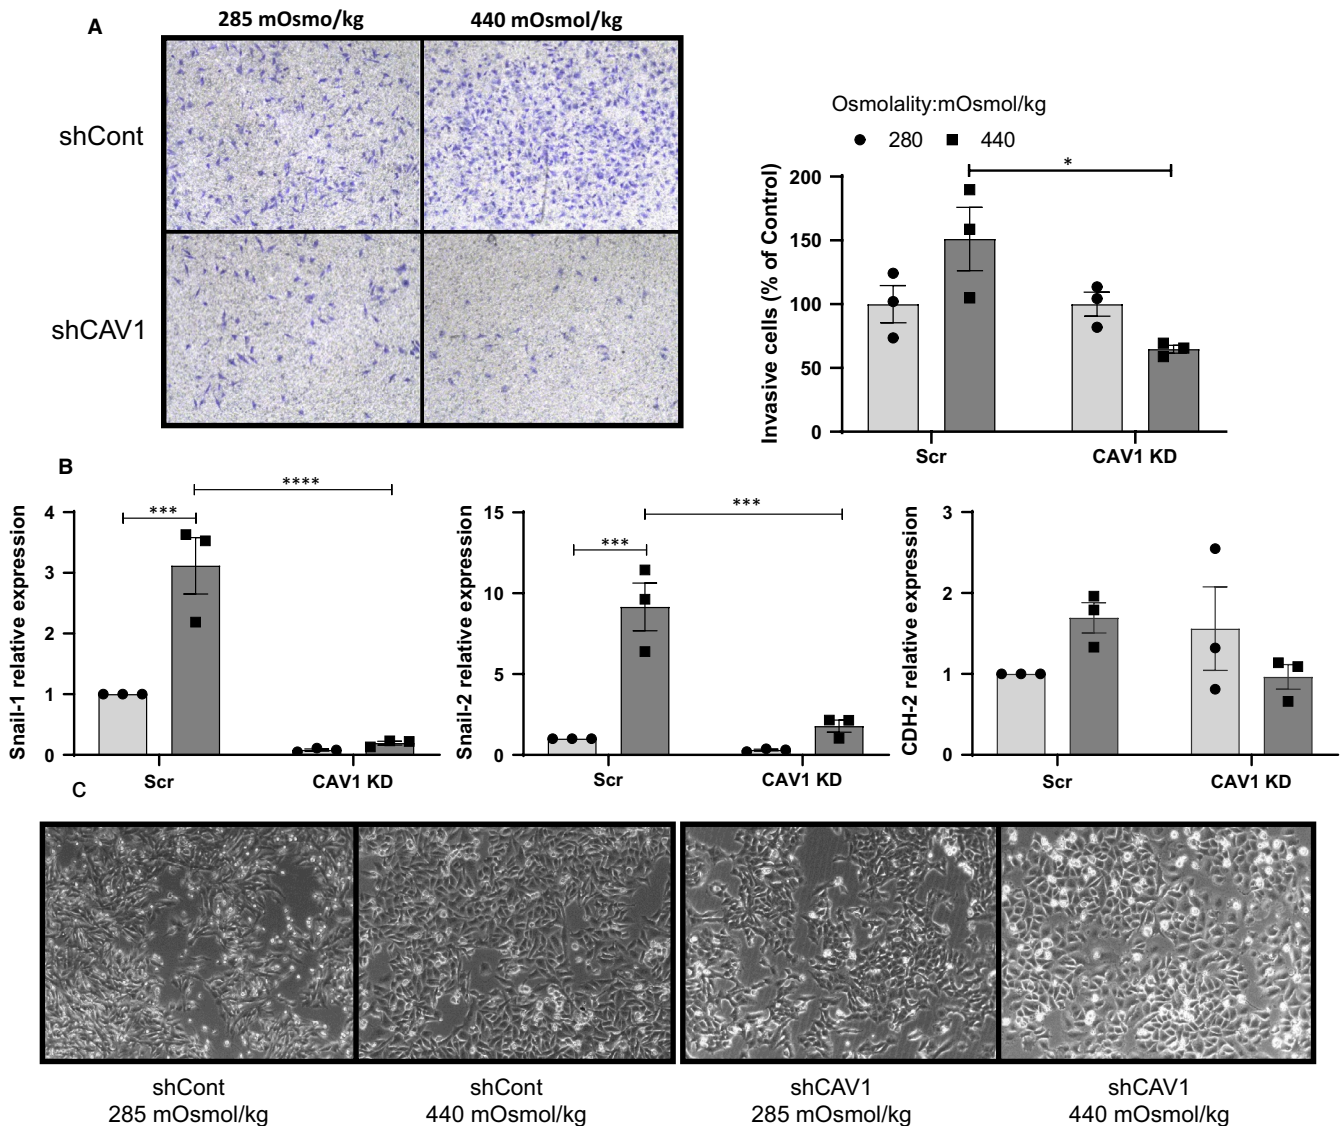 A
285 mOsmo/kg
440 mOsmol/kg
shCont
shCAV1
Osmolality:mOsmol/kg
280
440
*
Invasive cells (% of Control)
200
150
100
50
0
Scr
CAV1 KD
B
****
***
Snail-1 relative expression
4
3
2
1
0
Scr
CAV1 KD
***
***
Snail-2 relative expression
15
10
5
0
Scr
CAV1 KD
CDH-2 relative expression
3
2
1
0
Scr
CAV1 KD
C
shCont
285 mOsmol/kg
shCont
440 mOsmol/kg
shCAV1
285 mOsmol/kg
shCAV1
440 mOsmol/kg